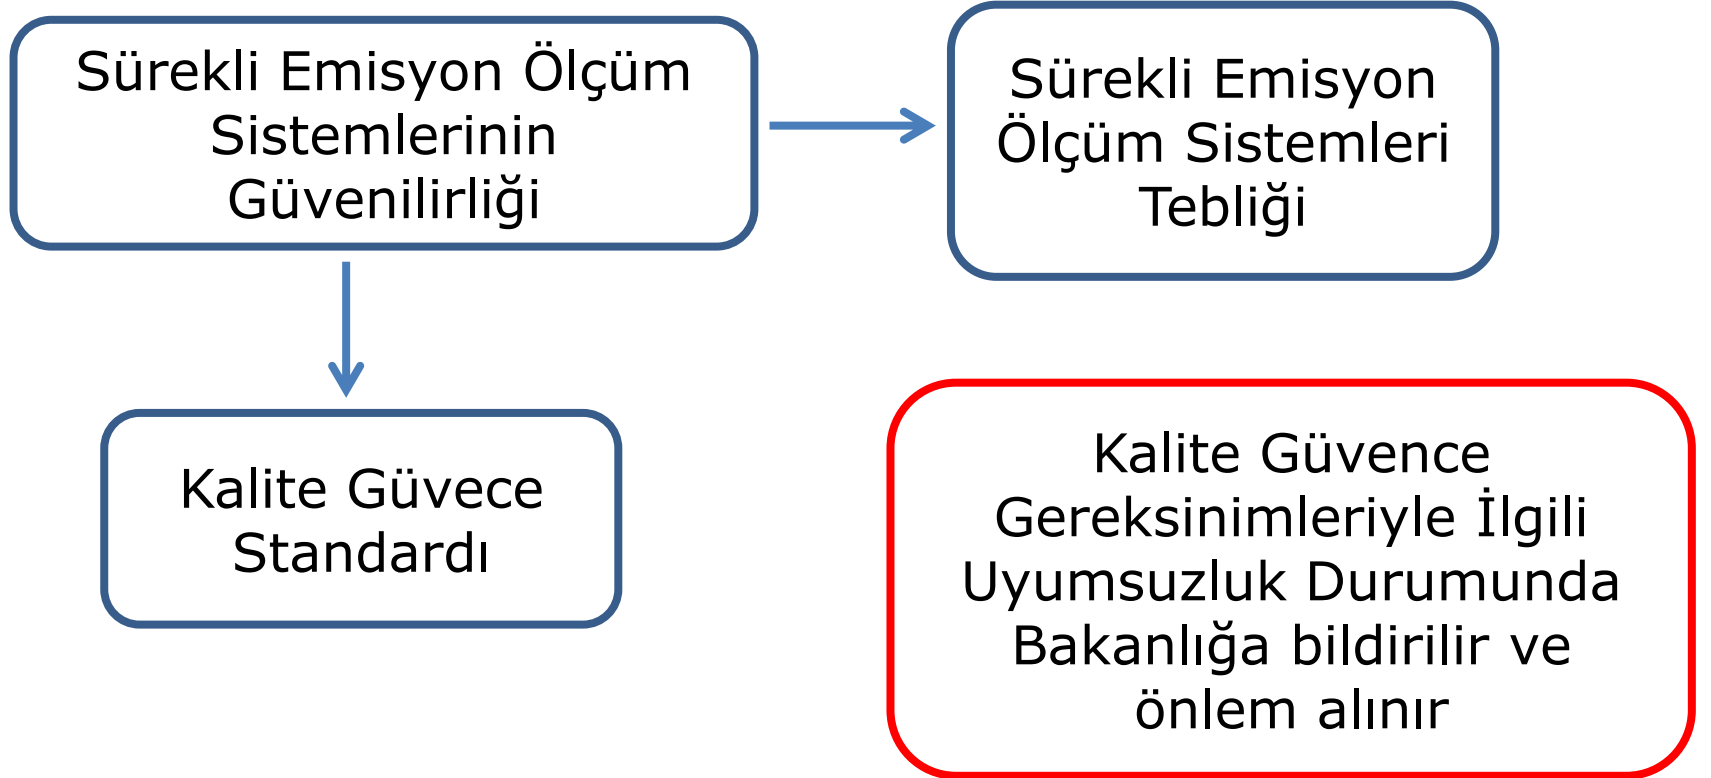 Sürekli Emisyon Ölçüm
Sistemlerinin
Güvenilirliği
Sürekli Emisyon
Ölçüm Sistemleri
Tebliği
Kalite Güvece
Standardı
Kalite Güvence
Gereksinimleriyle İlgili
Uyumsuzluk Durumunda
Bakanlığa bildirilir ve
önlem alınır